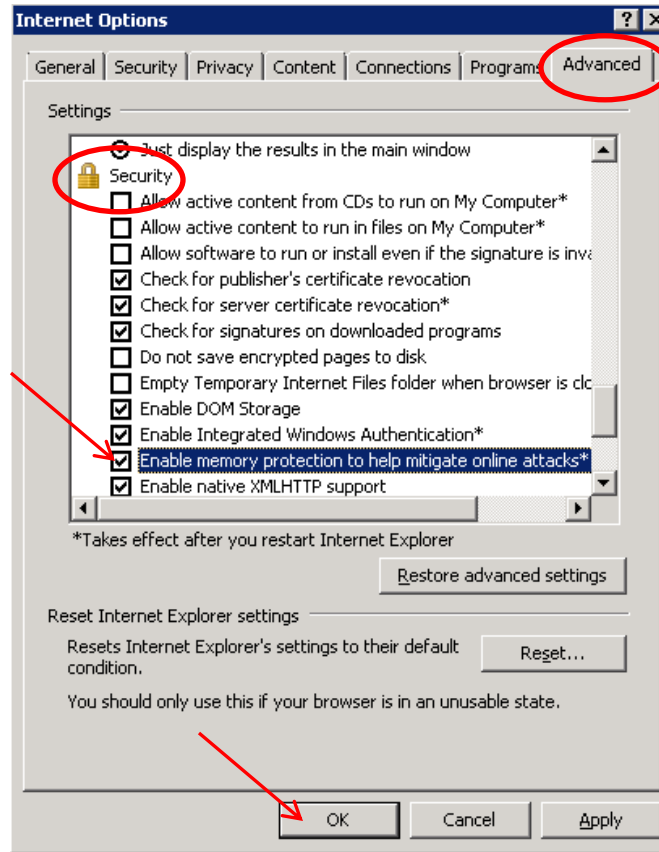 Internet Options
General Security Privacy Content Connections Programs Advanced
Settings
Just display the results in the main window
Security
Allow active content from CDs to run on My Computer*
Allow active content to run in files on My Computer*
Allow software to run or install even if the signature is inva
Check for publisher's certificate revocation
Check for server certificate revocation*
Check for signatures on downloaded programs
Do not save encrypted pages to disk
Empty Temporary Internet Files folder when browser is clo
Enable DOM Storage
Enable Integrated Windows Authentication*
Enable memory protection to help mitigate online attacks*
Enable native XMLHTTP support
*Takes effect after you restart Internet Explorer
Restore advanced settings
Reset Internet Explorer settings
Resets Internet Explorer's settings to their default
condition.
Reset...
You should only use this if your browser is in an unusable state.
OK Cancel Apply